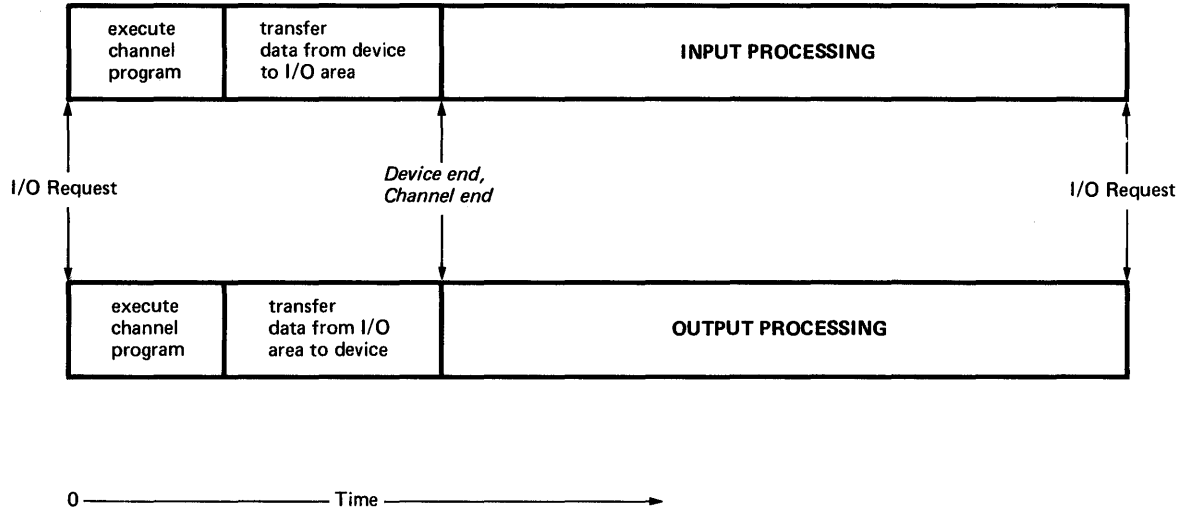 execute
channel
program
transfer
data from device
to I/O area
INPUT PROCESSING
I/O Request
Device end,
Channel end
I/O Request
execute
channel
program
transfer
data from I/O
area to device
OUTPUT PROCESSING
0 Time